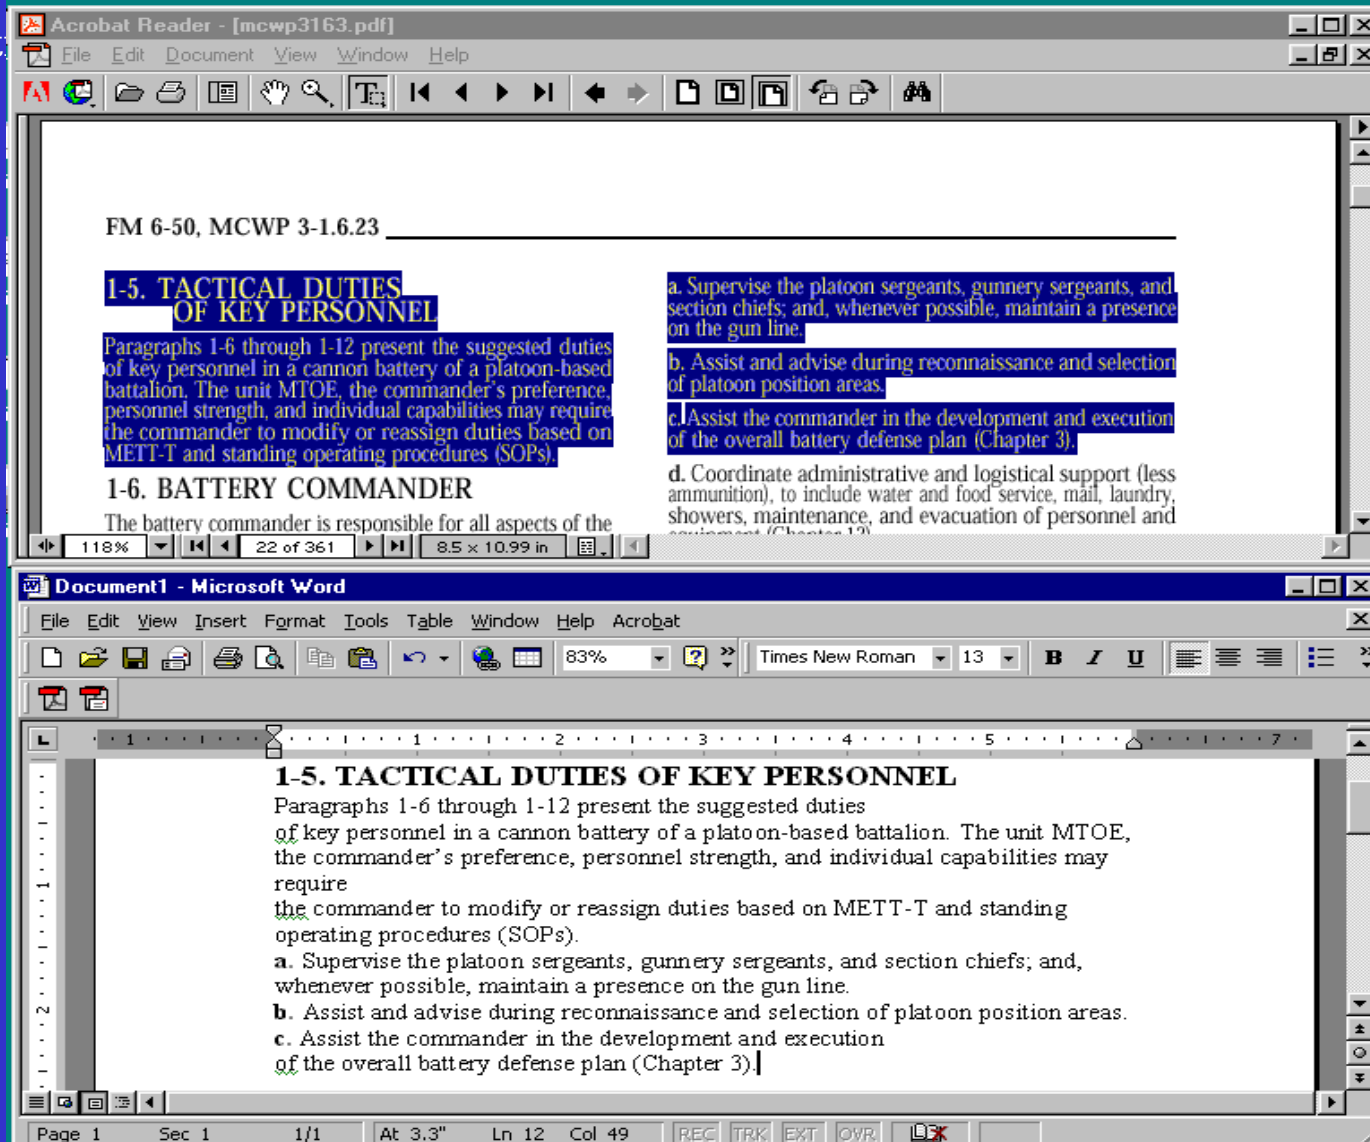 Acrobat Reader - [mcwp3163.pdf]
File Edit Document View Window Help
FM 6-50, MCWP 3-1.6.23
1-5. TACTICAL DUTIES
OF KEY PERSONNEL
Paragraphs 1-6 through 1-12 present the suggested duties
of key personnel in a cannon battery of a platoon-based
battalion. The unit MTOE, the commander's preference,
personnel strength, and individual capabilities may require
the commander to modify or reassign duties based on
METT-T and standing operating procedures (SOPs).
1-6. BATTERY COMMANDER
The battery commander is responsible for all aspects of the
a. Supervise the platoon sergeants, gunnery sergeants, and
section chiefs; and, whenever possible, maintain a presence
on the gun line.
b. Assist and advise during reconnaissance and selection
of platoon position areas.
c. Assist the commander in the development and execution
of the overall battery defense plan (Chapter 3).
d. Coordinate administrative and logistical support (less
ammunition), to include water and food service, mail, laundry,
showers, maintenance, and evacuation of personnel and
equipment (Chapter 12)
118% 22 of 361 8.5 x 10.99 in
Document1 - Microsoft Word
File Edit View Insert Format Tools Table Window Help Acrobat
83% Times New Roman 13 B I U
1 1 2 3 4 5 7
1-5. TACTICAL DUTIES OF KEY PERSONNEL
Paragraphs 1-6 through 1-12 present the suggested duties
of key personnel in a cannon battery of a platoon-based battalion. The unit MTOE,
the commander's preference, personnel strength, and individual capabilities may
require
the commander to modify or reassign duties based on METT-T and standing
operating procedures (SOPs).
a. Supervise the platoon sergeants, gunnery sergeants, and section chiefs; and,
whenever possible, maintain a presence on the gun line.
b. Assist and advise during reconnaissance and selection of platoon position areas.
c. Assist the commander in the development and execution
of the overall battery defense plan (Chapter 3).
Page 1 Sec 1 1/1 At 3.3" Ln 12 Col 49 REC TRK EXT OVR